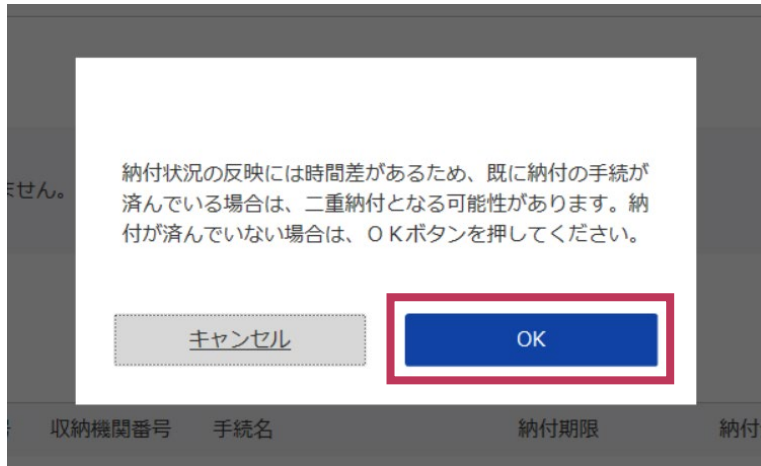 ません。
納付状況の反映には時間差があるため、既に納付の手続が
済んでいる場合は、二重納付となる可能性があります。納
付が済んでいない場合は、ＯＫボタンを押してください。
キャンセル OK
収納機関番号 手続名 納付期限 納付